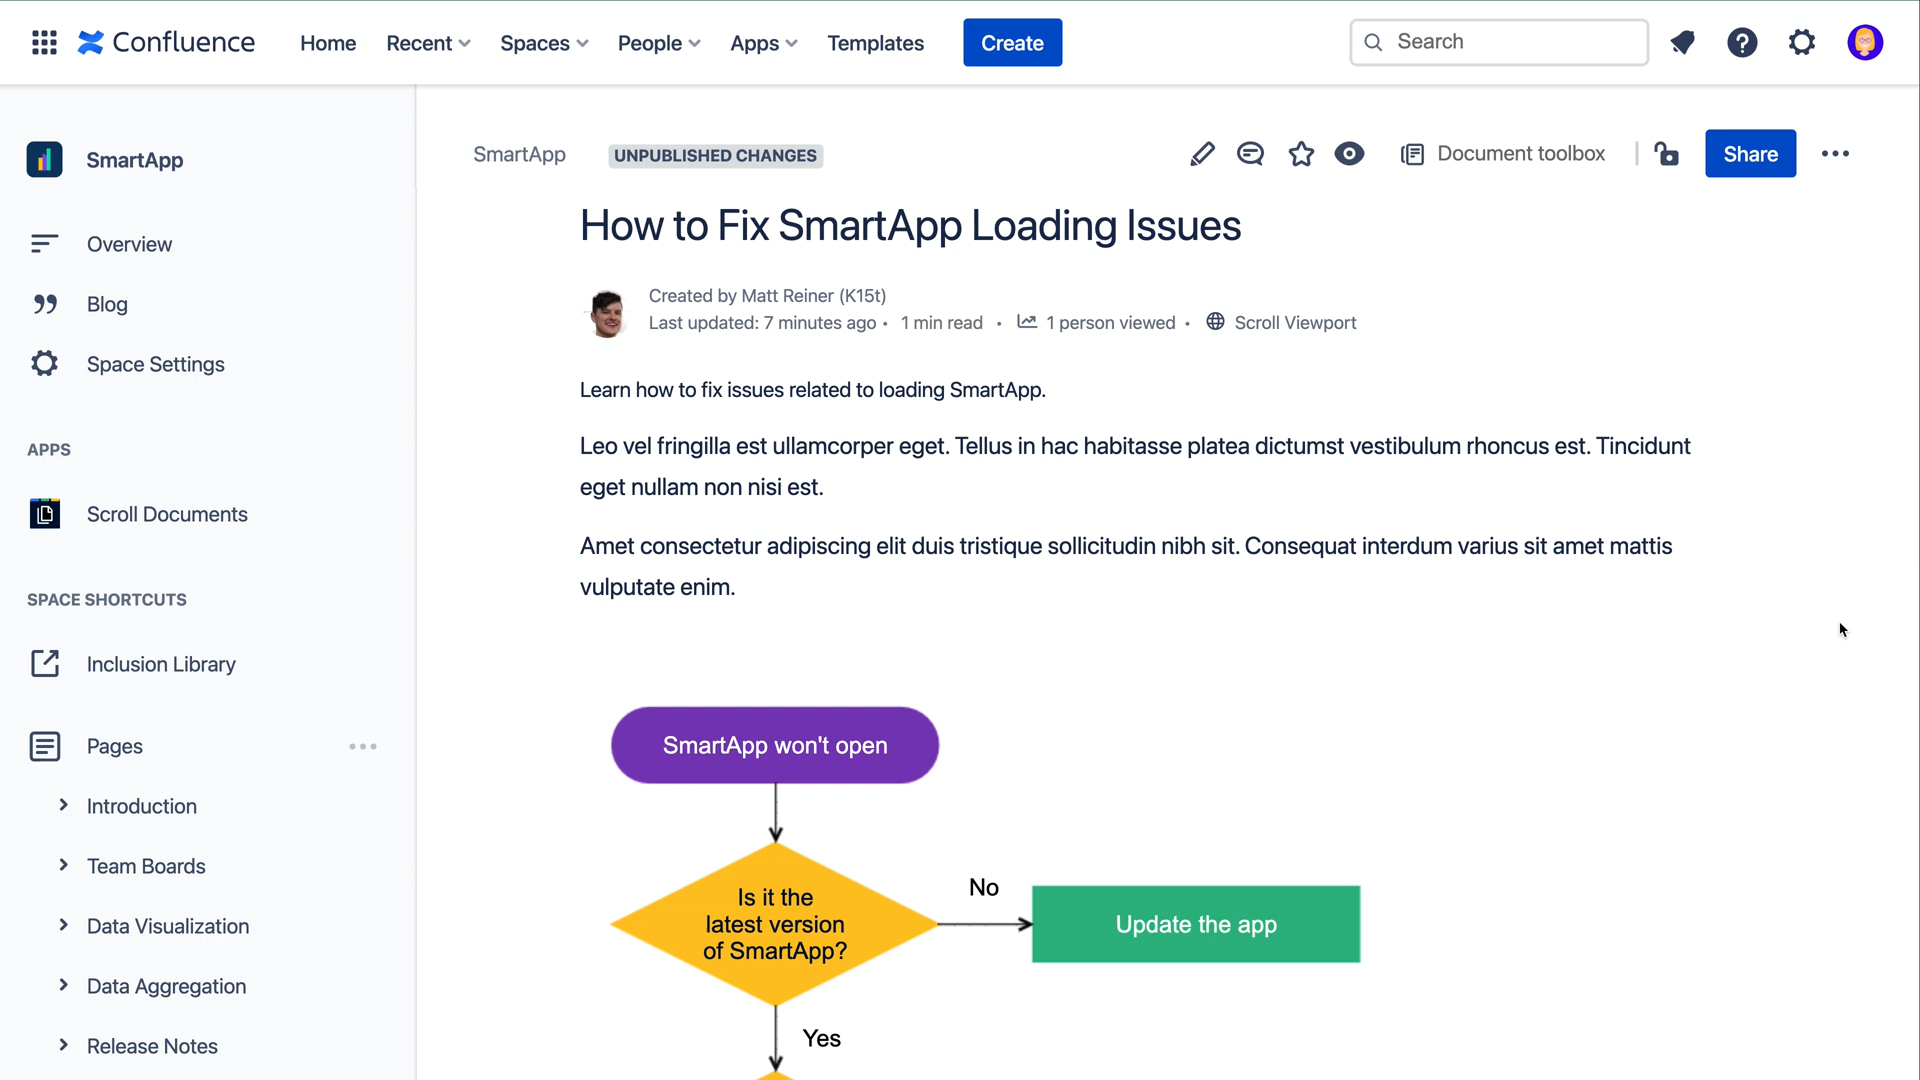 Confluence
Home
Recent
Spaces
People
Apps
Templates
Create
Search
SmartApp
Overview
Blog
Space Settings
APPS
Scroll Documents
SPACE SHORTCUTS
Inclusion Library
Pages
Introduction
Team Boards
Data Visualization
Data Aggregation
Release Notes
SmartApp
UNPUBLISHED CHANGES
Document toolbox
Share
How to Fix SmartApp Loading Issues
Created by Matt Reiner (K15t)
Last updated: 7 minutes ago • 1 min read • 1 person viewed • Scroll Viewport
Learn how to fix issues related to loading SmartApp.
Leo vel fringilla est ullamcorper eget. Tellus in hac habitasse platea dictumst vestibulum rhoncus est. Tincidunt
eget nullam non nisi est.
Amet consectetur adipiscing elit duis tristique sollicitudin nibh sit. Consequat interdum varius sit amet mattis
vulputate enim.
SmartApp won't open
Is it the
latest version
of SmartApp?
No
Update the app
Yes